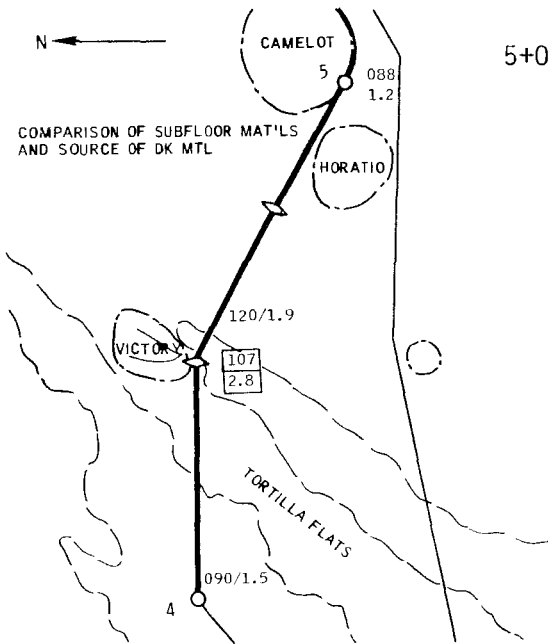 N
CAMELOT
5+0
5
088
1.2
COMPARISON OF SUBFLOOR MAT'LS
AND SOURCE OF DK MTL
HORATIO
120/1.9
VICTORY
107
2.8
TORTILLA FLATS
090/1.5
4